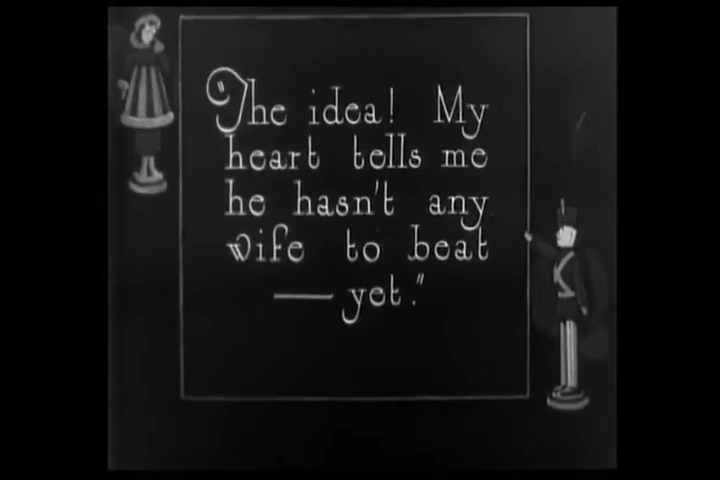 "The idea! My
heart tells me
he hasn't any
wife to beat
— yet."